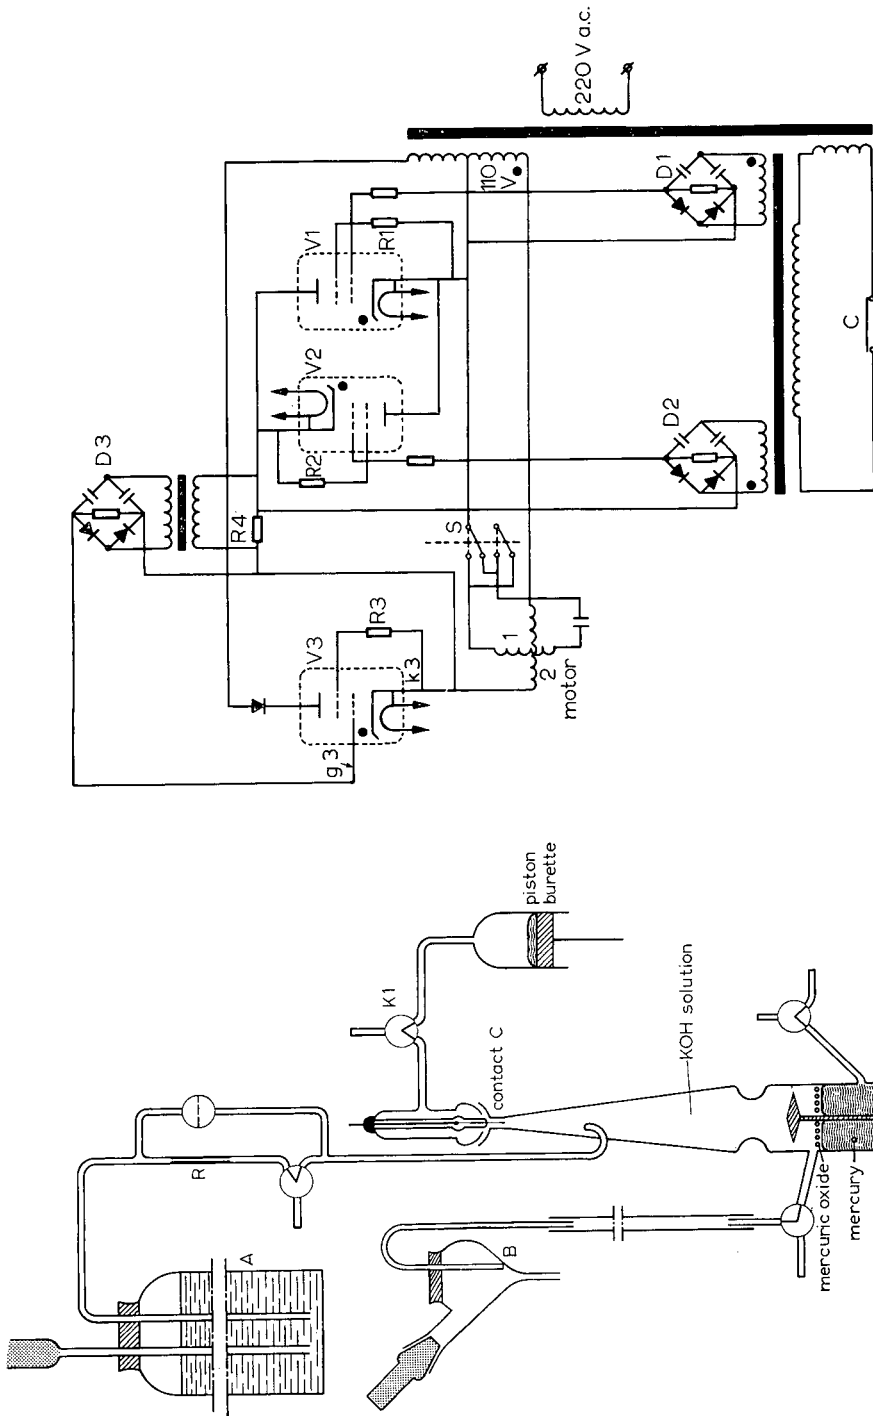 A
R
B
K1
contact C
piston
burette
KOH solution
mercuric oxide
mercury
D3
V3
R3
k3
g3
R4
V2
R2
V1
R1
110
V
220 V a.c.
S
1
2
motor
D1
D2
C